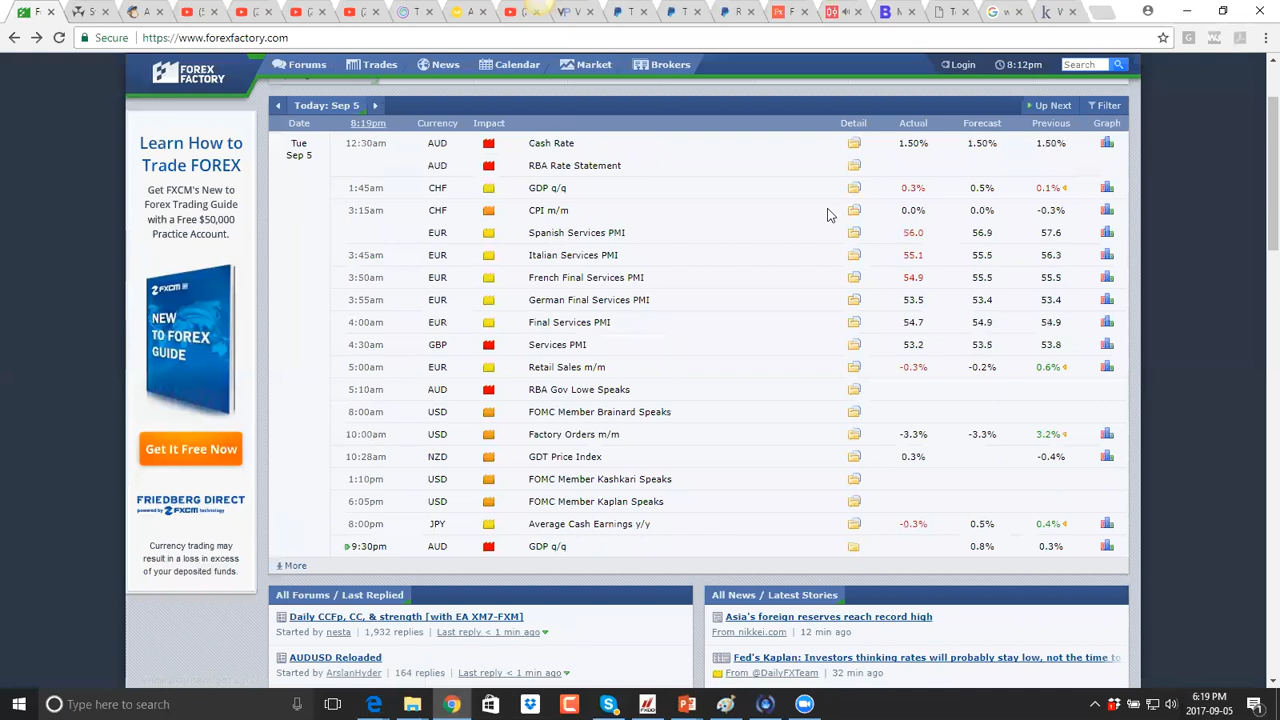 Secure
https://www.forexfactory.com
FOREX
FACTORY
Forums
Trades
News
Calendar
Market
Brokers
Login
8:12pm
Search
Learn How to
Trade FOREX
Get FXCM's New to
Forex Trading Guide
with a Free $50,000
Practice Account.
FXCM
NEW
TO FOREX
GUIDE
Get It Free Now
FRIEDBERG DIRECT
powered by FXCM technology
Currency trading may
result in a loss in excess
of your deposited funds.
Today: Sep 5
Up Next
Filter
Date 8:19pm Currency Impact Detail Actual Forecast Previous Graph
Tue 12:30am AUD Cash Rate 1.50% 1.50% 1.50%
Sep 5 AUD RBA Rate Statement
1:45am CHF GDP q/q 0.3% 0.5% 0.1%
3:15am CHF CPI m/m 0.0% 0.0% -0.3%
EUR Spanish Services PMI 56.0 56.9 57.6
3:45am EUR Italian Services PMI 55.1 55.5 56.3
3:50am EUR French Final Services PMI 54.9 55.5 55.5
3:55am EUR German Final Services PMI 53.5 53.4 53.4
4:00am EUR Final Services PMI 54.7 54.9 54.9
4:30am GBP Services PMI 53.2 53.5 53.8
5:00am EUR Retail Sales m/m -0.3% -0.2% 0.6%
5:10am AUD RBA Gov Lowe Speaks
8:00am USD FOMC Member Brainard Speaks
10:00am USD Factory Orders m/m -3.3% -3.3% 3.2%
10:28am NZD GDT Price Index 0.3% -0.4%
1:10pm USD FOMC Member Kashkari Speaks
6:05pm USD FOMC Member Kaplan Speaks
8:00pm JPY Average Cash Earnings y/y -0.3% 0.5% 0.4%
9:30pm AUD GDP q/q 0.8% 0.3%
More
All Forums / Last Replied
Daily CCFp, CC, & strength [with EA XM7-FXM]
Started by nesta | 1,932 replies | Last reply < 1 min ago
AUDUSD Reloaded
Started by ArslanHyder | 164 replies | Last reply < 1 min ago
All News / Latest Stories
Asia's foreign reserves reach record high
From nikkei.com | 12 min ago
Fed's Kaplan: Investors thinking rates will probably stay low, not the time to
From @DailyFXTeam | 32 min ago
Type here to search
6:19 PM
2017-09-05